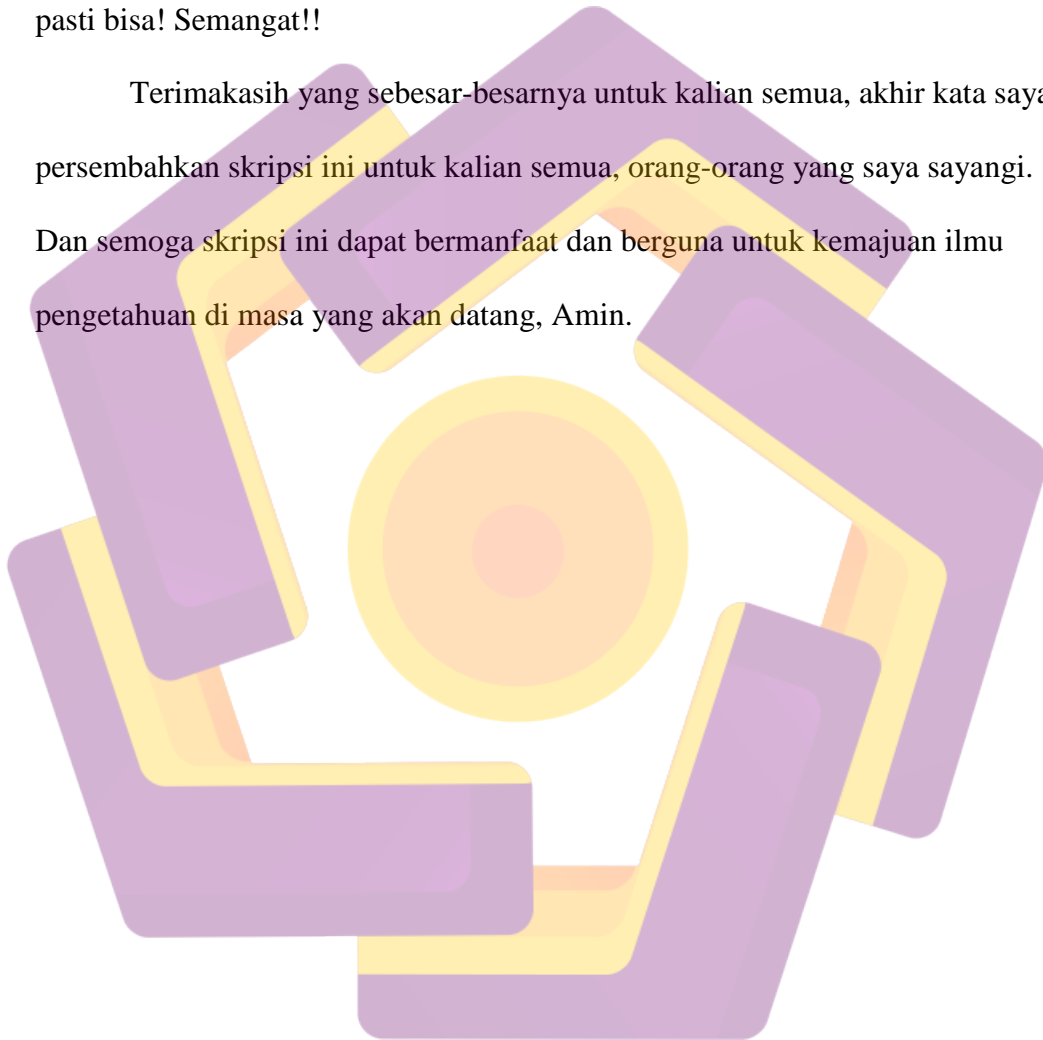 pasti bisa! Semangat!!
Terimakasih yang sebesar-besarnya untuk kalian semua, akhir kata saya
persembahkan skripsi ini untuk kalian semua, orang-orang yang saya sayangi.
Dan semoga skripsi ini dapat bermanfaat dan berguna untuk kemajuan ilmu
pengetahuan di masa yang akan datang, Amin.